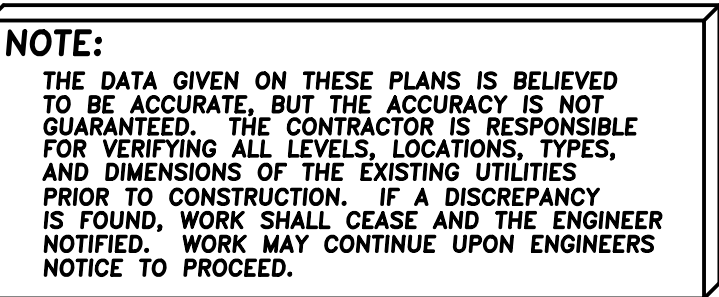 NOTE:
THE DATA GIVEN ON THESE PLANS IS BELIEVED
TO BE ACCURATE, BUT THE ACCURACY IS NOT
GUARANTEED. THE CONTRACTOR IS RESPONSIBLE
FOR VERIFYING ALL LEVELS, LOCATIONS, TYPES,
AND DIMENSIONS OF THE EXISTING UTILITIES
PRIOR TO CONSTRUCTION. IF A DISCREPANCY
IS FOUND, WORK SHALL CEASE AND THE ENGINEER
NOTIFIED. WORK MAY CONTINUE UPON ENGINEERS
NOTICE TO PROCEED.